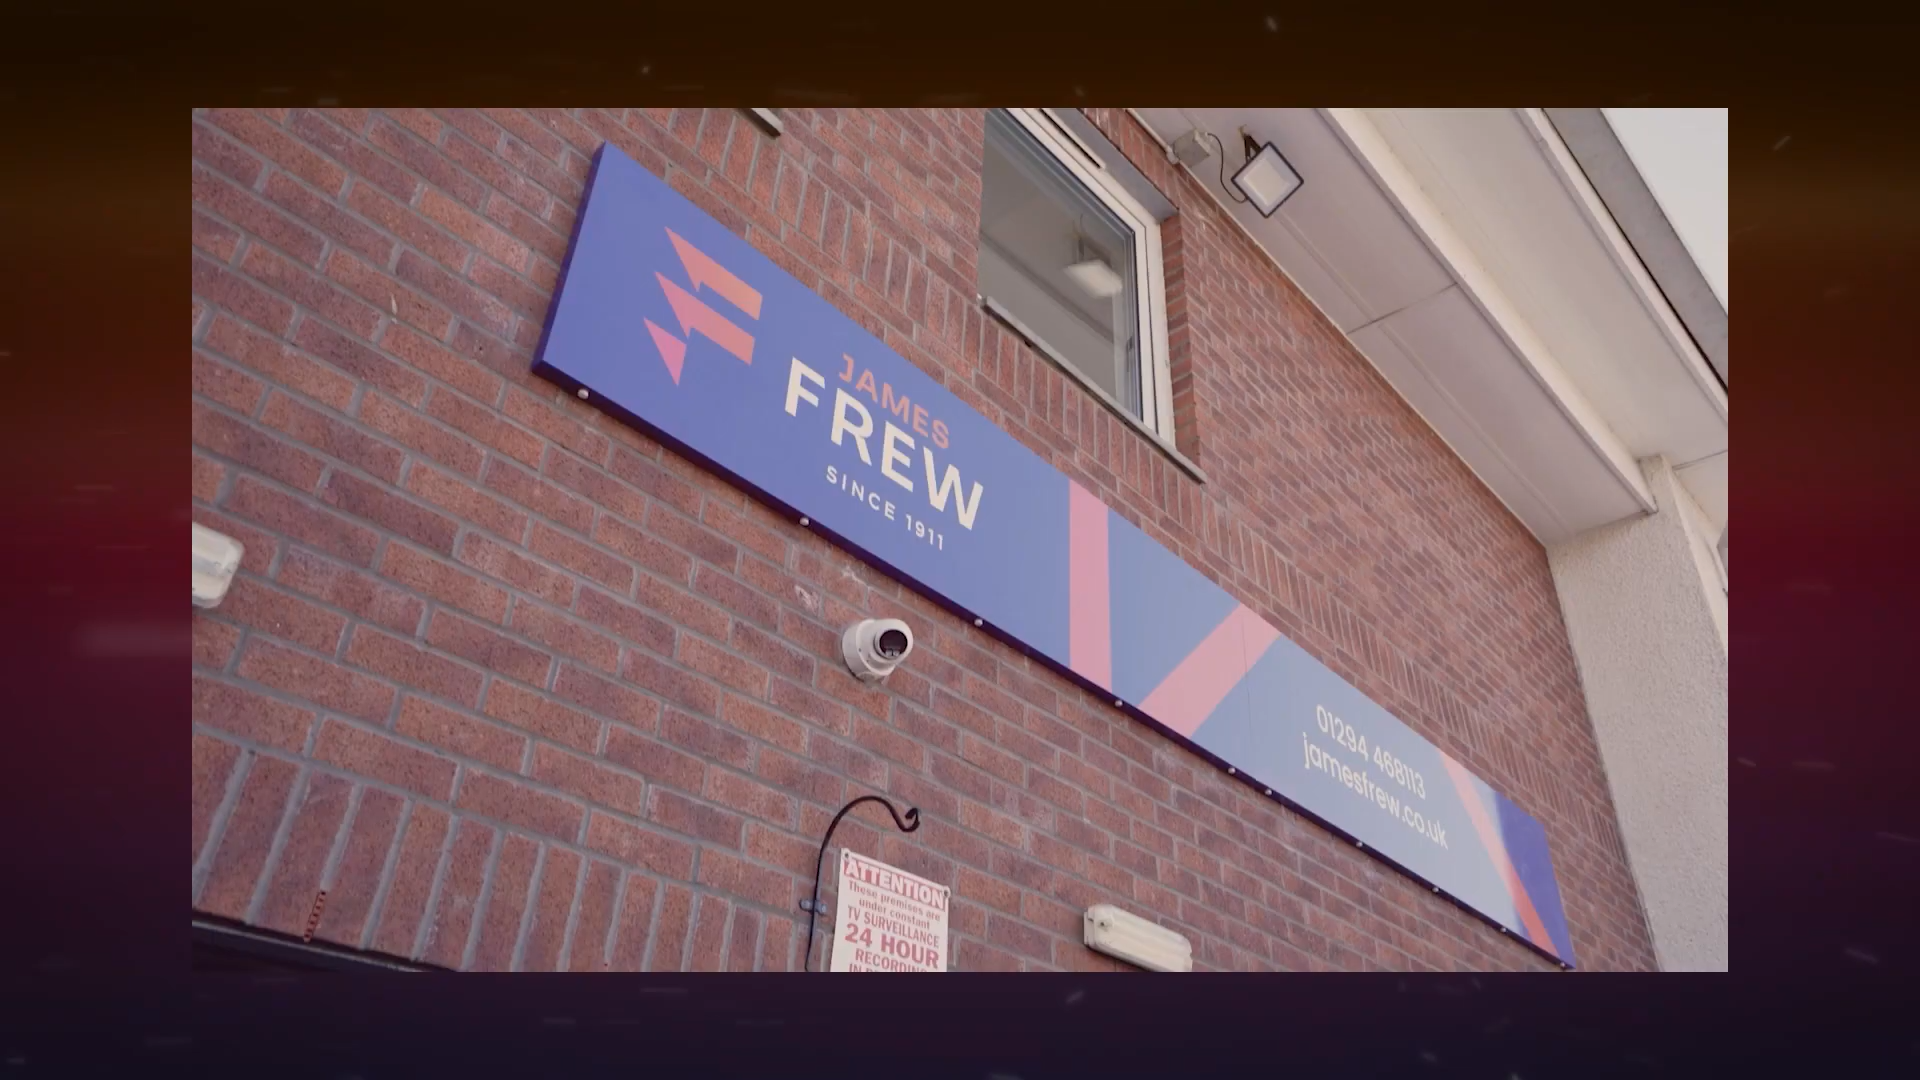 JAMES
FREW
SINCE 1911
01294 468113
jamesfrew.co.uk
ATTENTION
These premises are
under constant
TV SURVEILLANCE
24 HOUR
RECORDING